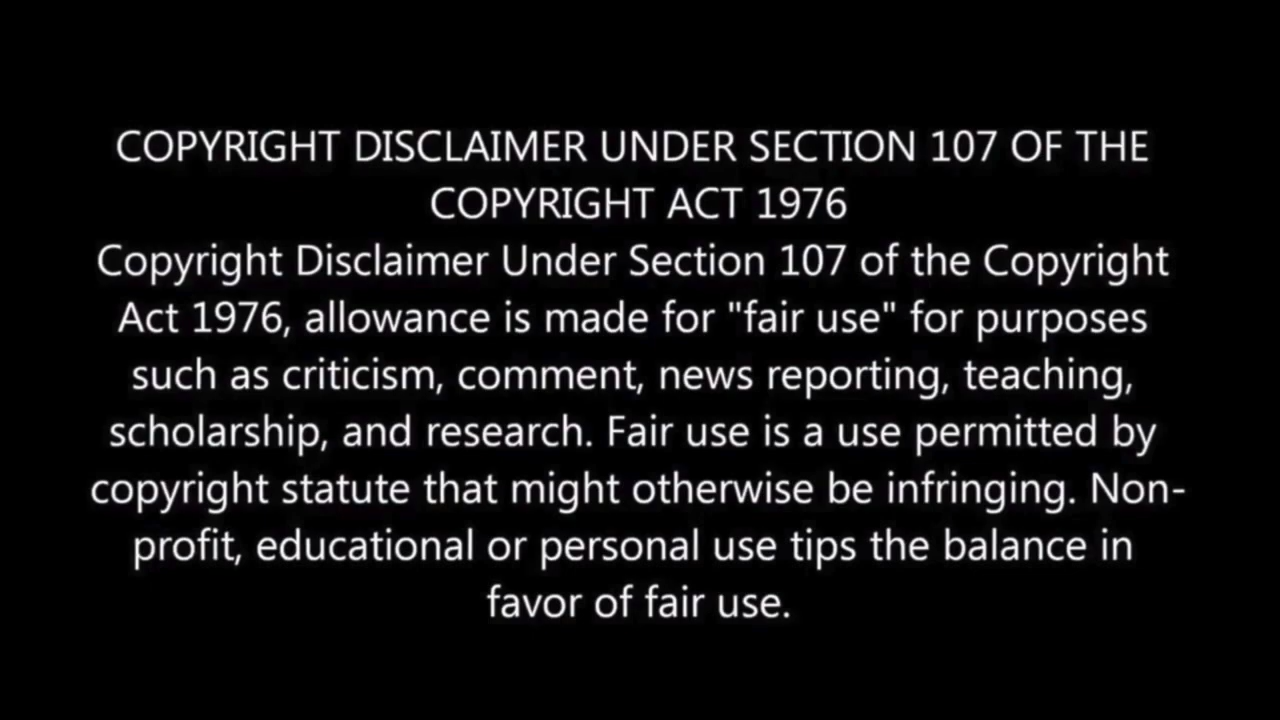 COPYRIGHT DISCLAIMER UNDER SECTION 107 OF THE
COPYRIGHT ACT 1976
Copyright Disclaimer Under Section 107 of the Copyright
Act 1976, allowance is made for "fair use" for purposes
such as criticism, comment, news reporting, teaching,
scholarship, and research. Fair use is a use permitted by
copyright statute that might otherwise be infringing. Non-
profit, educational or personal use tips the balance in
favor of fair use.